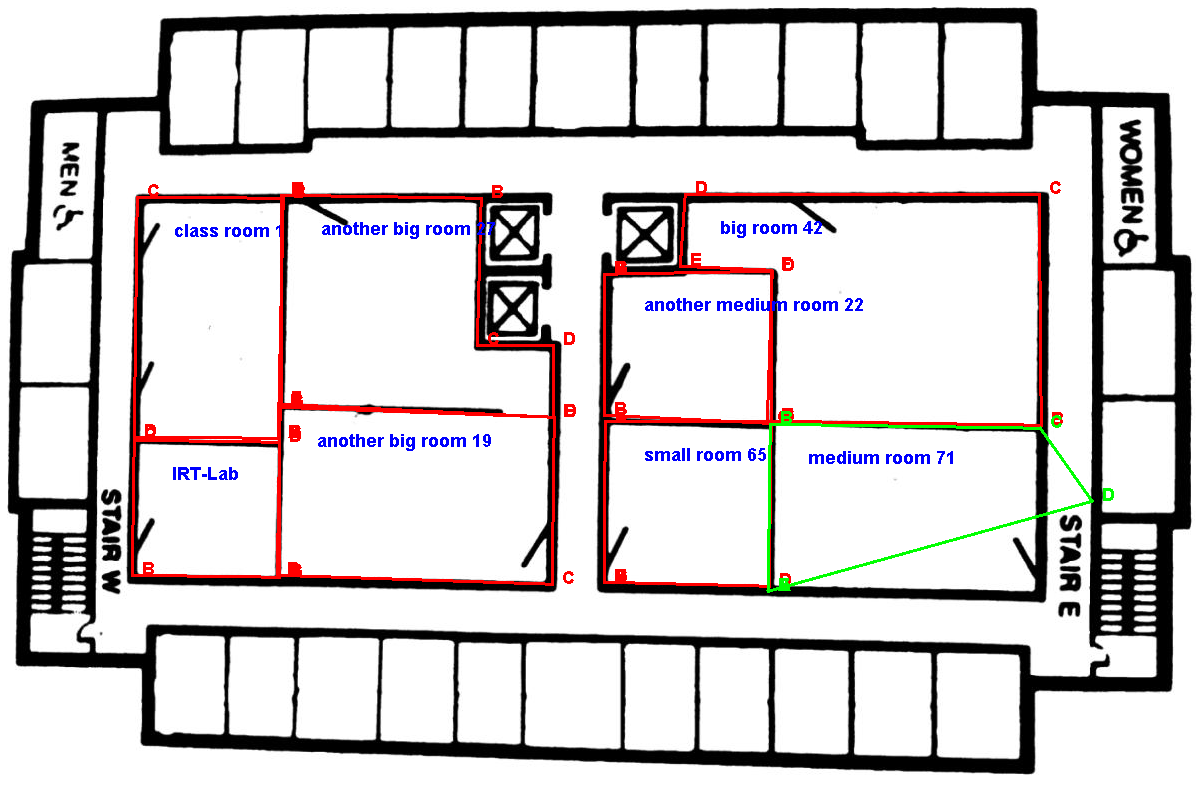 WOMEN
MEN
C
B
D
C
class room 1
another big room 27
big room 42
E
D
B
another medium room 22
C
D
D
B
B
D
B
another big room 19
small room 65
medium room 71
IRT-Lab
D
STAIR W
STAIR E
B
C
D